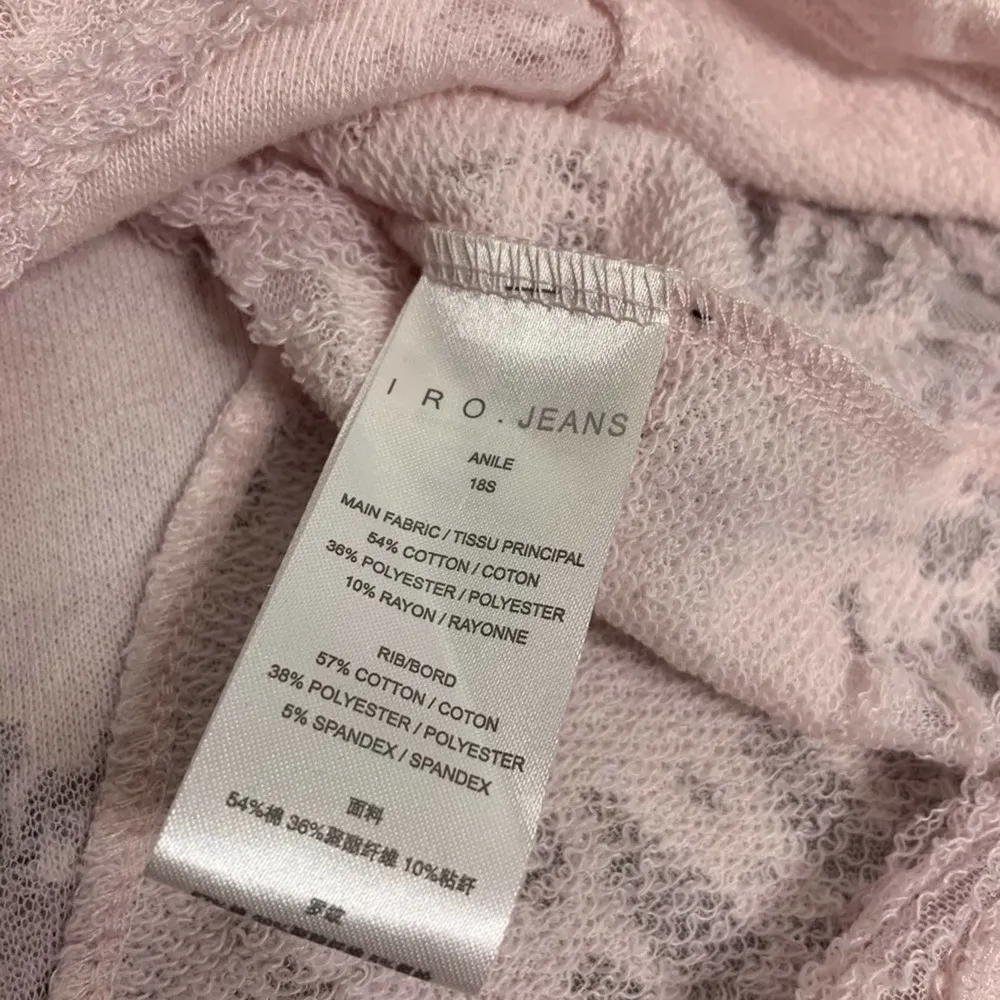 I R O . JEANS
ANILE
18S
MAIN FABRIC / TISSU PRINCIPAL
54% COTTON / COTON
36% POLYESTER / POLYESTER
10% RAYON / RAYONNE
RIB/BORD
57% COTTON / COTON
38% POLYESTER / POLYESTER
5% SPANDEX / SPANDEX
面料
54%棉 36%聚酯纤维 10%粘纤
罗纹